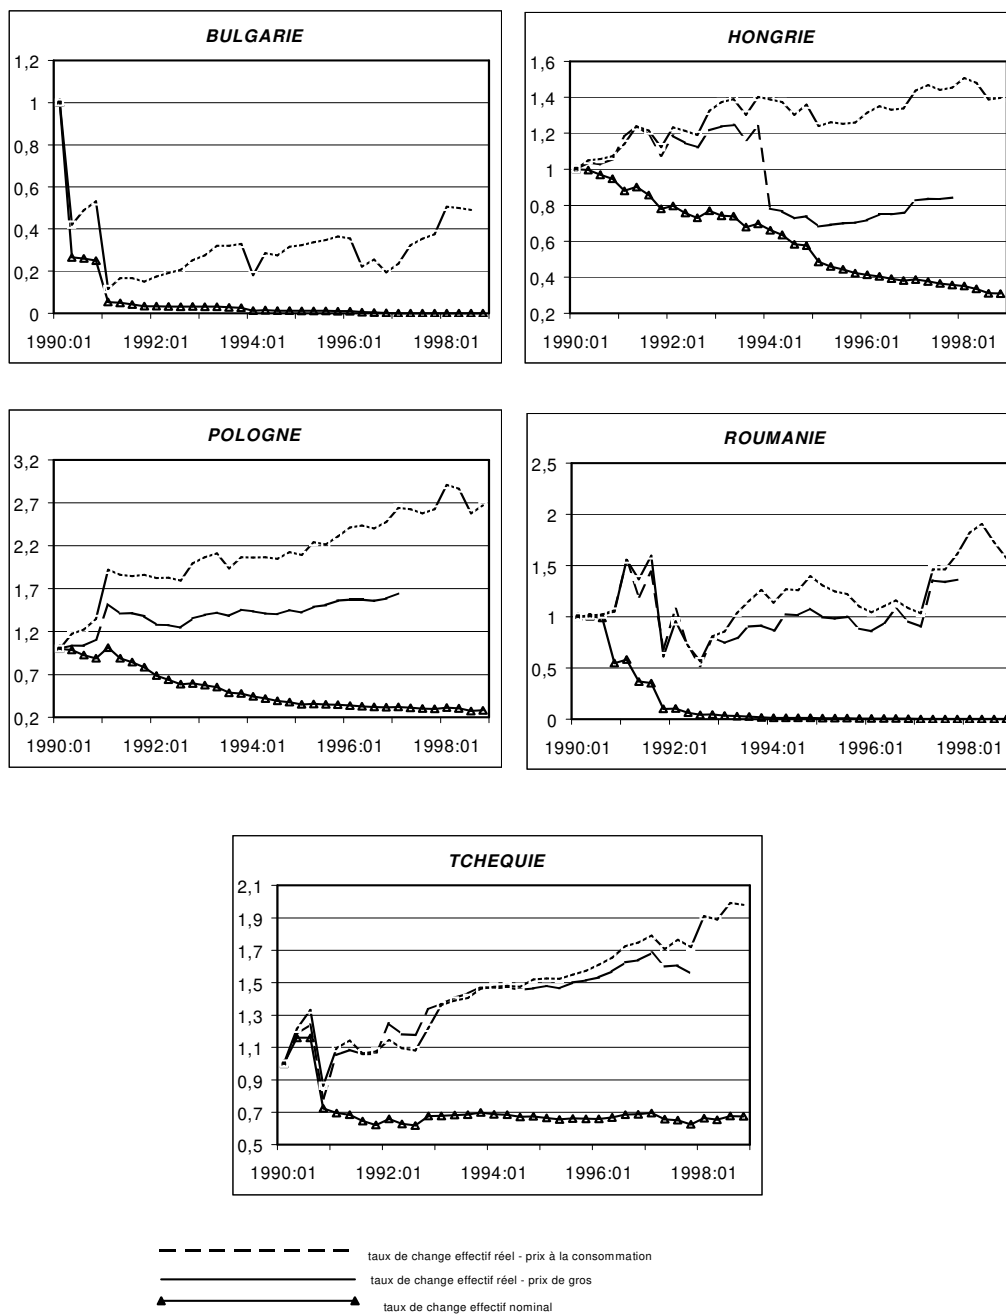 BULGARIE
1,2
1
0,8
0,6
0,4
0,2
0
1990:01 1992:01 1994:01 1996:01 1998:01
HONGRIE
1,6
1,4
1,2
1
0,8
0,6
0,4
0,2
1990:01 1992:01 1994:01 1996:01 1998:01
POLOGNE
3,2
2,7
2,2
1,7
1,2
0,7
0,2
1990:01 1992:01 1994:01 1996:01 1998:01
ROUMANIE
2,5
2
1,5
1
0,5
0
1990:01 1992:01 1994:01 1996:01 1998:01
TCHEQUIE
2,1
1,9
1,7
1,5
1,3
1,1
0,9
0,7
0,5
1990:01 1992:01 1994:01 1996:01 1998:01
taux de change effectif réel - prix à la consommation
taux de change effectif réel - prix de gros
taux de change effectif nominal